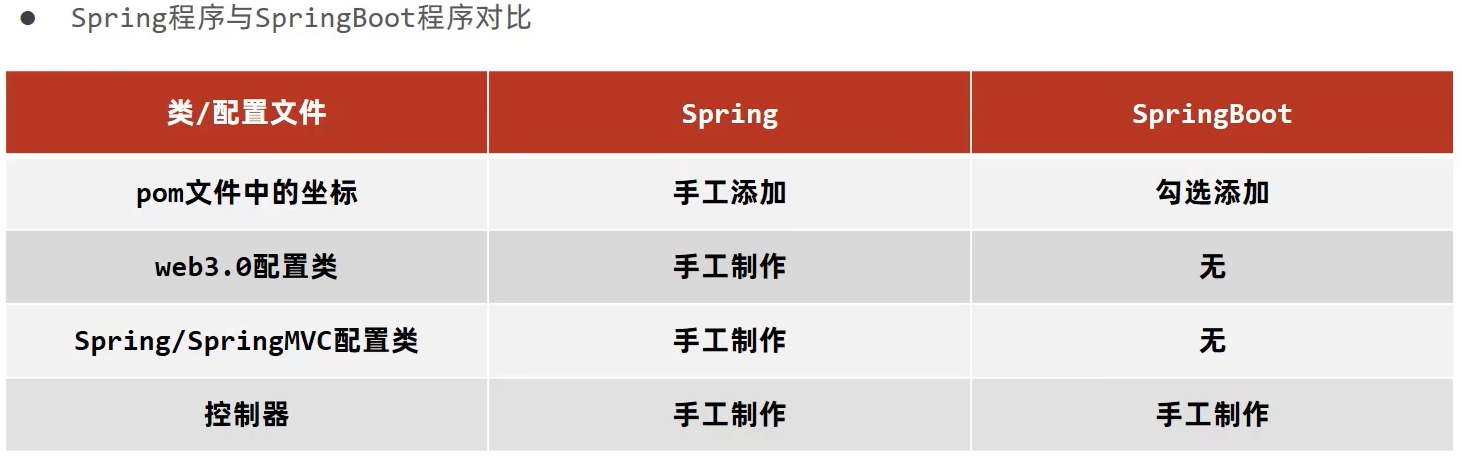 ● Spring程序与SpringBoot程序对比
类/配置文件 Spring SpringBoot
pom文件中的坐标 手工添加 勾选添加
web3.0配置类 手工制作 无
Spring/SpringMVC配置类 手工制作 无
控制器 手工制作 手工制作